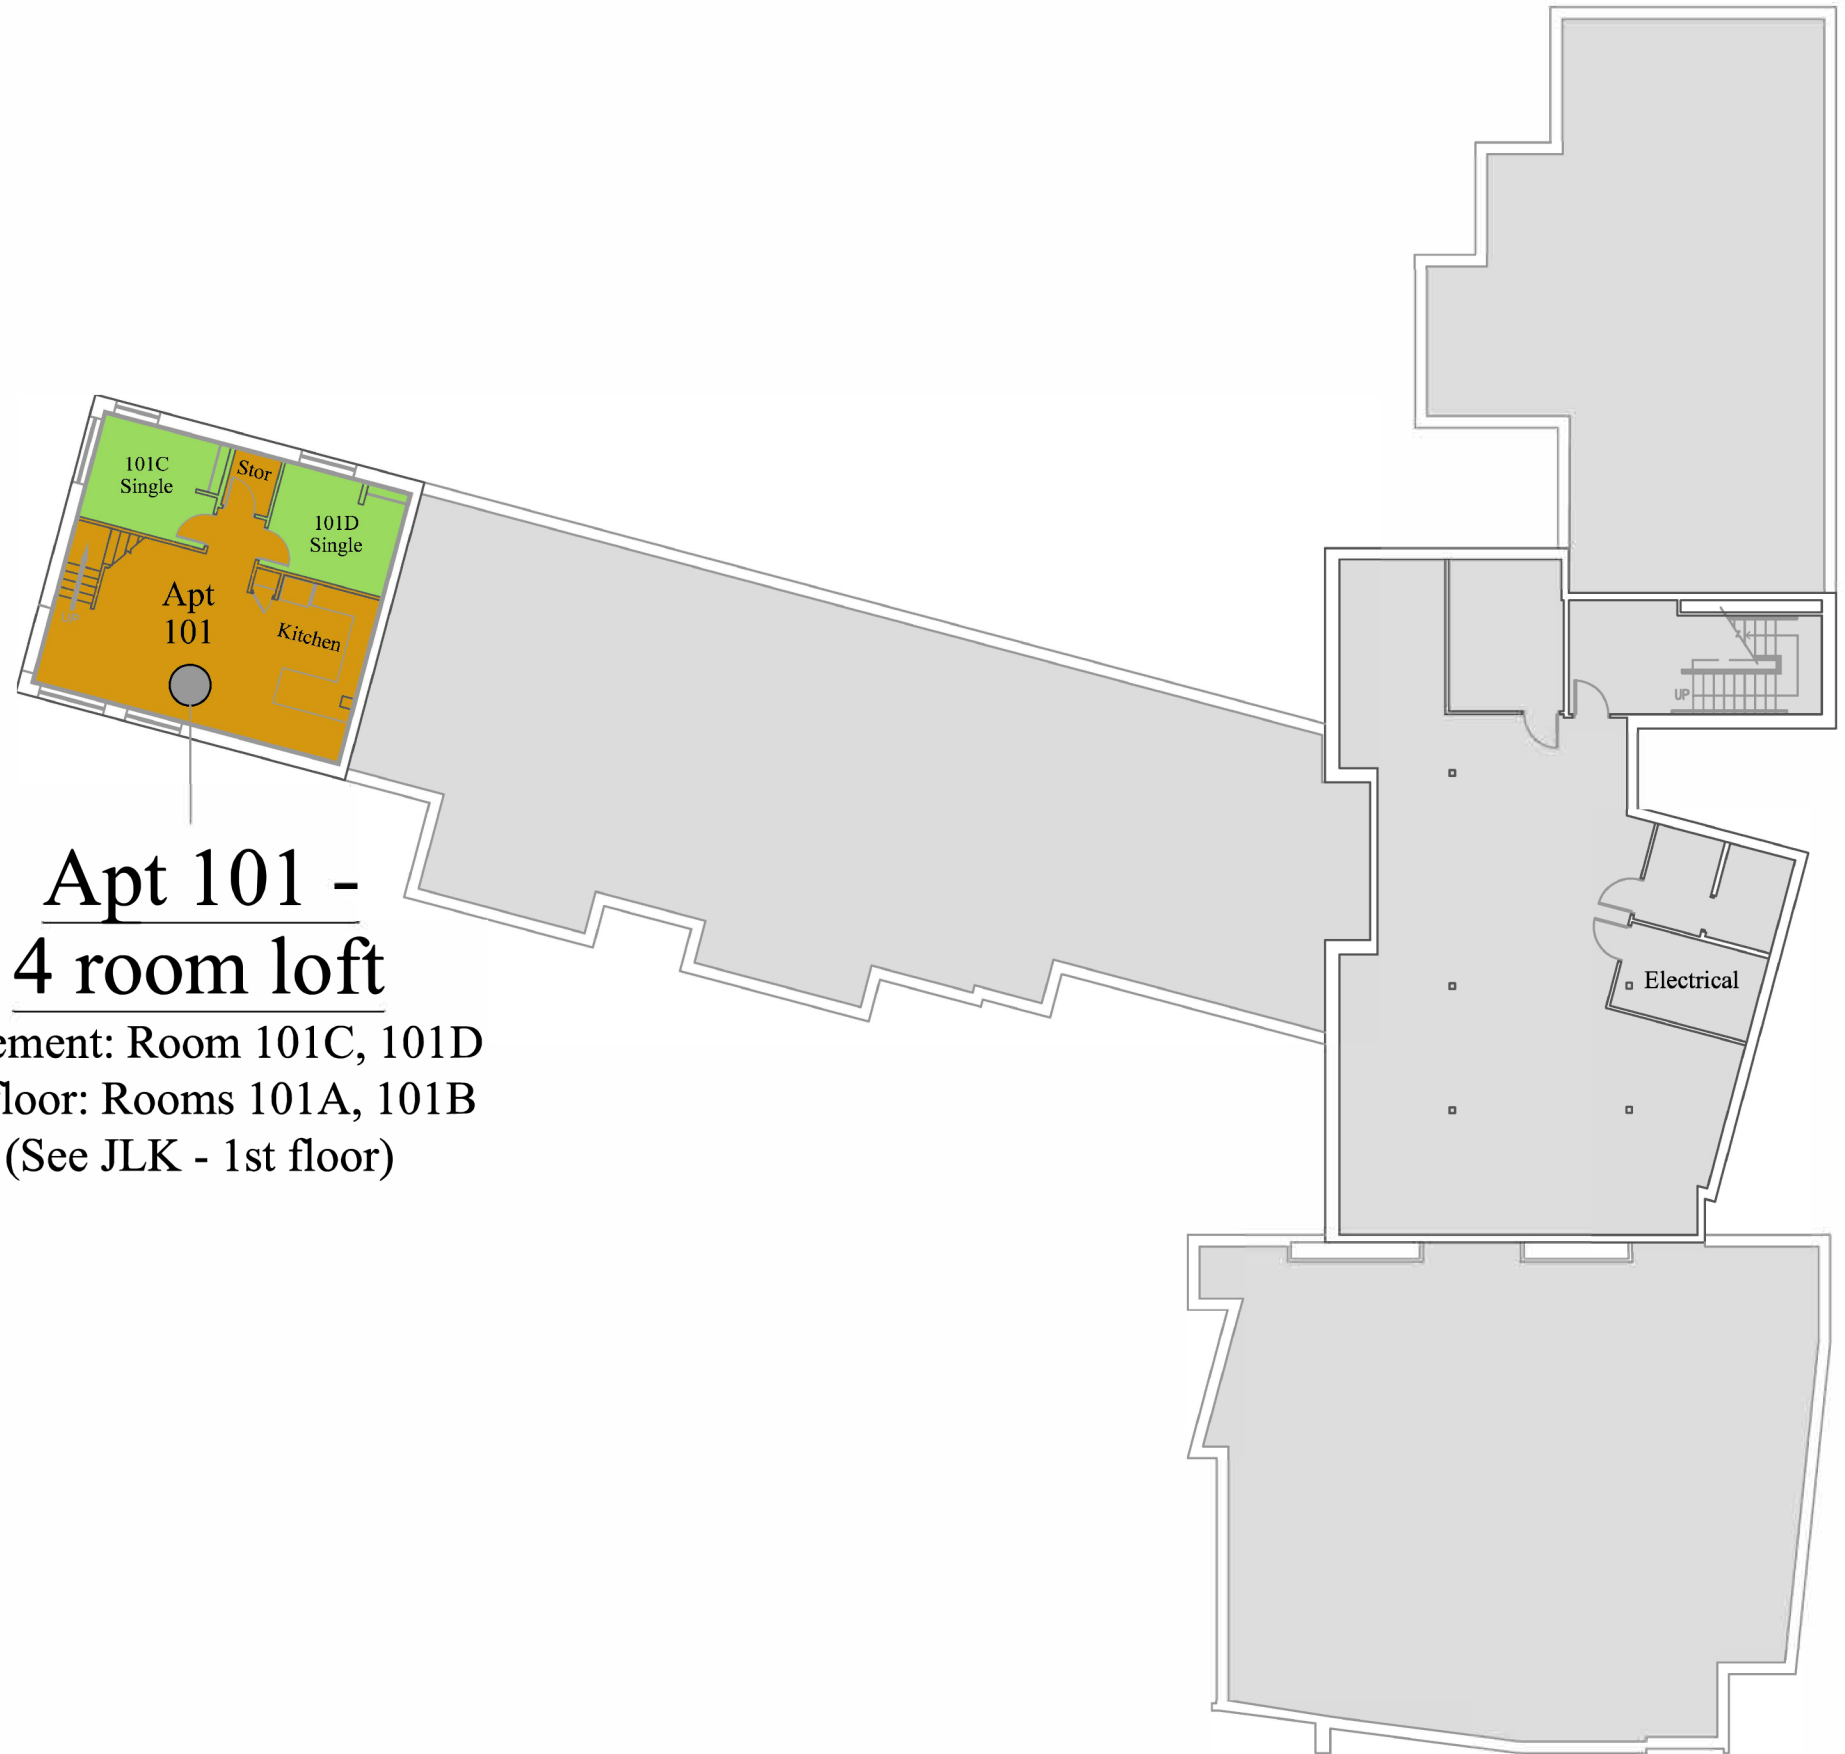 101C
Single
Stor
101D
Single
Apt
101
Kitchen
UP
UP
Electrical
Apt 101 -
4 room loft
ement: Room 101C, 101D
loor: Rooms 101A, 101B
(See JLK - 1st floor)